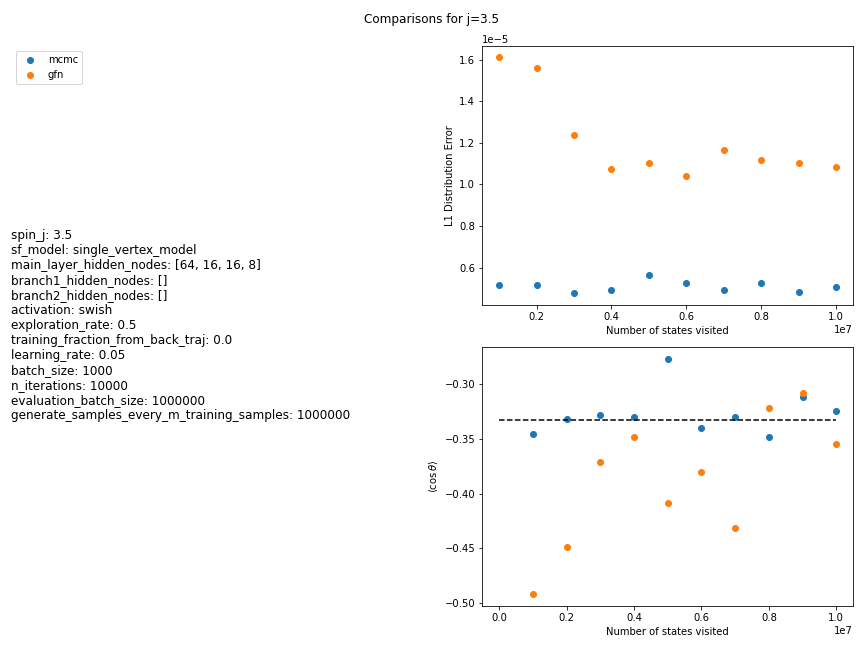 Comparisons for j=3.5
mcmc
gfn
spin_j: 3.5
sf_model: single_vertex_model
main_layer_hidden_nodes: [64, 16, 16, 8]
branch1_hidden_nodes: []
branch2_hidden_nodes: []
activation: swish
exploration_rate: 0.5
training_fraction_from_back_traj: 0.0
learning_rate: 0.05
batch_size: 1000
n_iterations: 10000
evaluation_batch_size: 1000000
generate_samples_every_m_training_samples: 1000000
1e−5
1.6
1.4
1.2
1.0
0.8
0.6
L1 Distribution Error
0.2 0.4 0.6 0.8 1.0
Number of states visited 1e7
−0.30
−0.35
−0.40
−0.45
−0.50
⟨cos θ⟩
0.0 0.2 0.4 0.6 0.8 1.0
Number of states visited 1e7